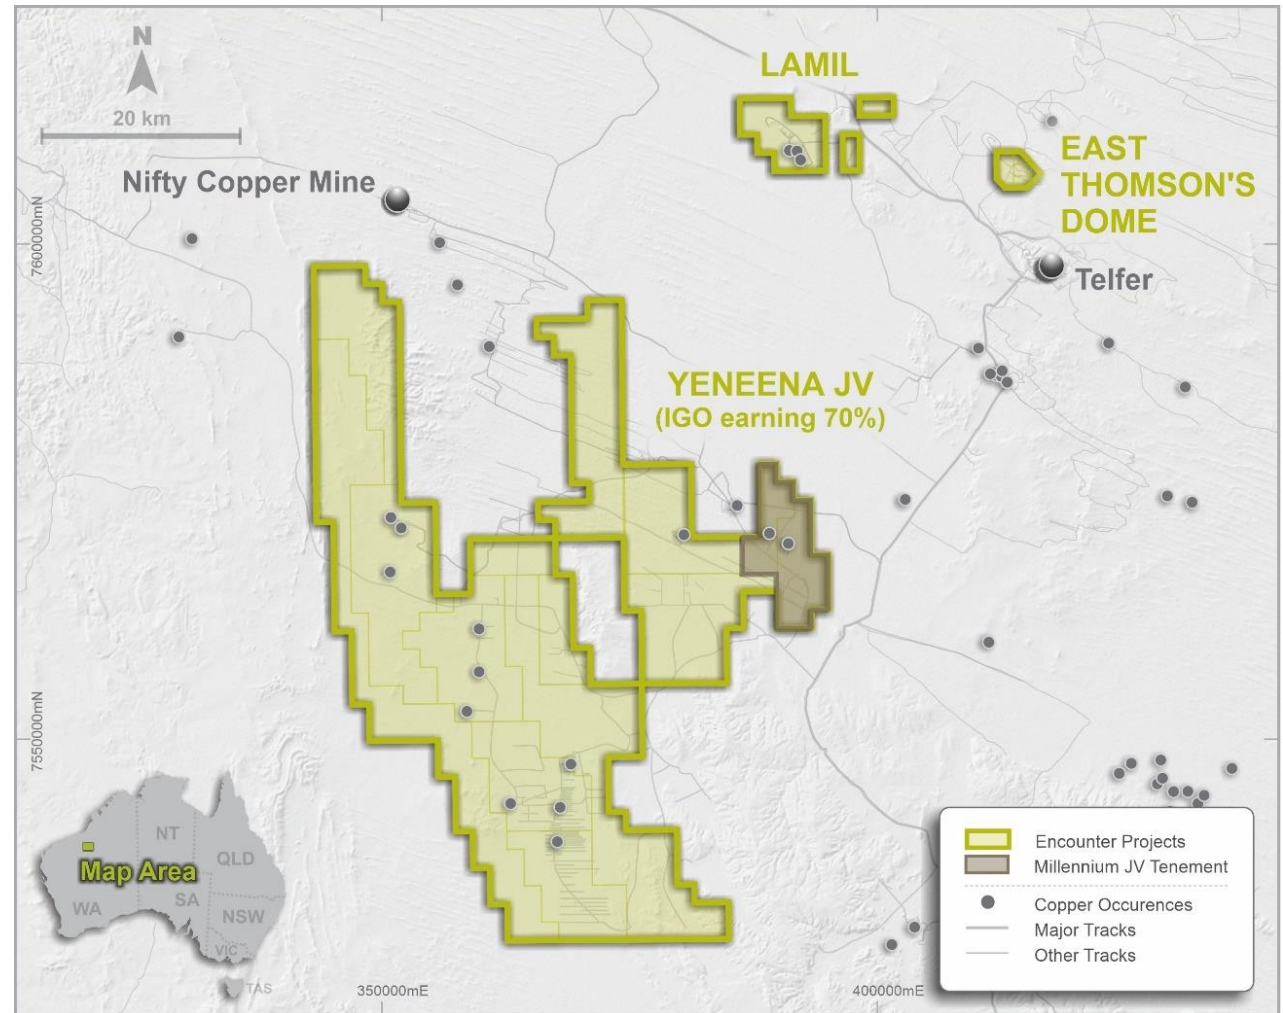 N
20 km
LAMIL
Nifty Copper Mine
EAST
THOMSON'S
DOME
7600000mN
Telfer
YENEENA JV
(IGO earning 70%)
7550000mN
NT
QLD
Map Area
WA
SA
NSW
VIC
TAS
Encounter Projects
Millennium JV Tenement
Copper Occurences
Major Tracks
Other Tracks
350000mE
400000mE